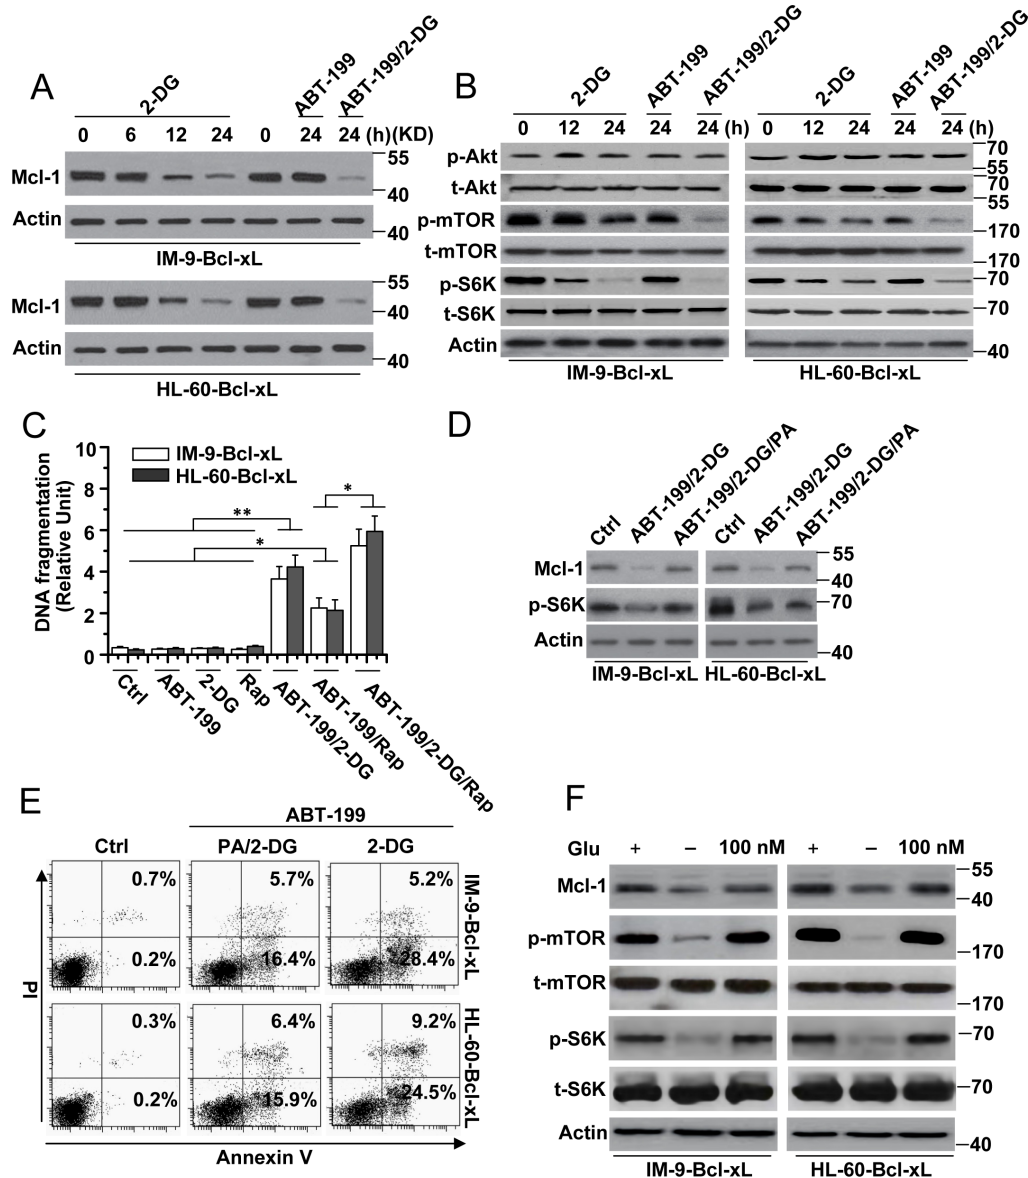 A
2-DG
ABT-199
ABT-199/2-DG
0 6 12 24 0 24 24 (h)(KD)
Mcl-1
55
40
Actin
40
IM-9-Bcl-xL
Mcl-1
55
40
Actin
40
HL-60-Bcl-xL
B
2-DG
ABT-199
ABT-199/2-DG
2-DG
ABT-199
ABT-199/2-DG
0 12 24 24 24 (h) 0 12 24 24 24 (h)
p-Akt
70
55
t-Akt
70
55
p-mTOR
170
t-mTOR
170
p-S6K
70
t-S6K
70
Actin
40
IM-9-Bcl-xL
HL-60-Bcl-xL
C
DNA fragmentation
(Relative Unit)
10
8
6
4
2
0
IM-9-Bcl-xL
HL-60-Bcl-xL
**
*
*
Ctrl
ABT-199
2-DG
Rap
ABT-199/2-DG
ABT-199/Rap
ABT-199/2-DG/Rap
D
Ctrl
ABT-199/2-DG
ABT-199/2-DG/PA
Ctrl
ABT-199/2-DG
ABT-199/2-DG/PA
Mcl-1
55
40
p-S6K
70
Actin
40
IM-9-Bcl-xL HL-60-Bcl-xL
E
ABT-199
Ctrl PA/2-DG 2-DG
0.7% 5.7% 5.2%
0.2% 16.4% 28.4%
IM-9-Bcl-xL
0.3% 6.4% 9.2%
0.2% 15.9% 24.5%
HL-60-Bcl-xL
PI
Annexin V
F
Glu + – 100 nM + – 100 nM
Mcl-1
55
40
p-mTOR
170
t-mTOR
170
p-S6K
70
t-S6K
70
Actin
40
IM-9-Bcl-xL
HL-60-Bcl-xL